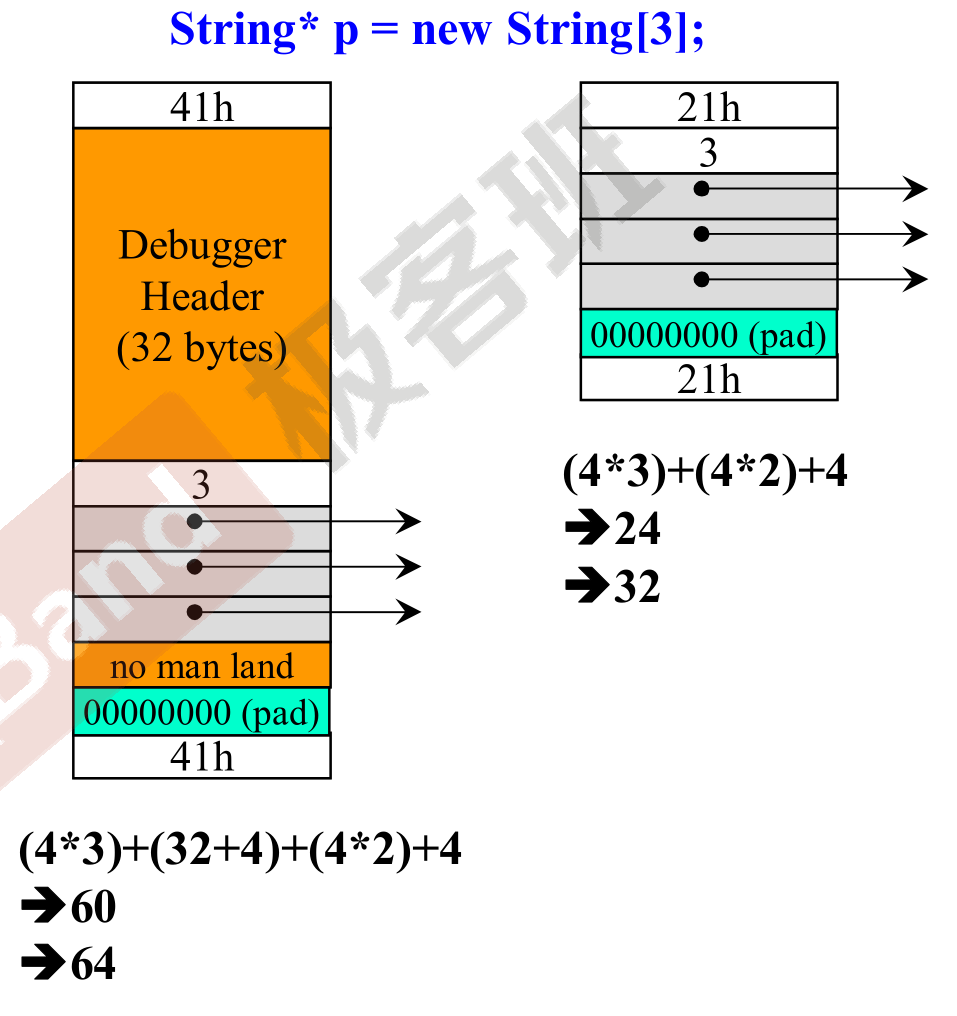 String* p = new String[3];
41h
Debugger
Header
(32 bytes)
3
no man land
00000000 (pad)
41h
(4*3)+(32+4)+(4*2)+4
➔60
➔64
21h
3
00000000 (pad)
21h
(4*3)+(4*2)+4
➔24
➔32
极客班
Band